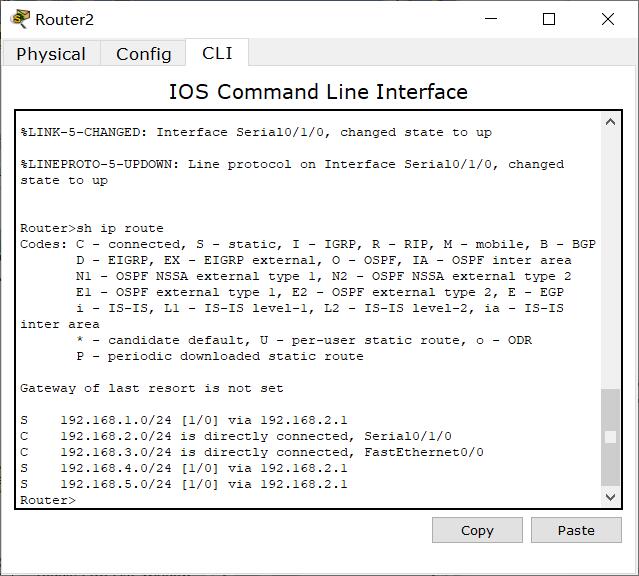 Router2
Physical Config CLI
IOS Command Line Interface
%LINK-5-CHANGED: Interface Serial0/1/0, changed state to up
%LINEPROTO-5-UPDOWN: Line protocol on Interface Serial0/1/0, changed
state to up
Router>sh ip route
Codes: C - connected, S - static, I - IGRP, R - RIP, M - mobile, B - BGP
D - EIGRP, EX - EIGRP external, O - OSPF, IA - OSPF inter area
N1 - OSPF NSSA external type 1, N2 - OSPF NSSA external type 2
E1 - OSPF external type 1, E2 - OSPF external type 2, E - EGP
i - IS-IS, L1 - IS-IS level-1, L2 - IS-IS level-2, ia - IS-IS
inter area
* - candidate default, U - per-user static route, o - ODR
P - periodic downloaded static route
Gateway of last resort is not set
S 192.168.1.0/24 [1/0] via 192.168.2.1
C 192.168.2.0/24 is directly connected, Serial0/1/0
C 192.168.3.0/24 is directly connected, FastEthernet0/0
S 192.168.4.0/24 [1/0] via 192.168.2.1
S 192.168.5.0/24 [1/0] via 192.168.2.1
Router>
Copy Paste